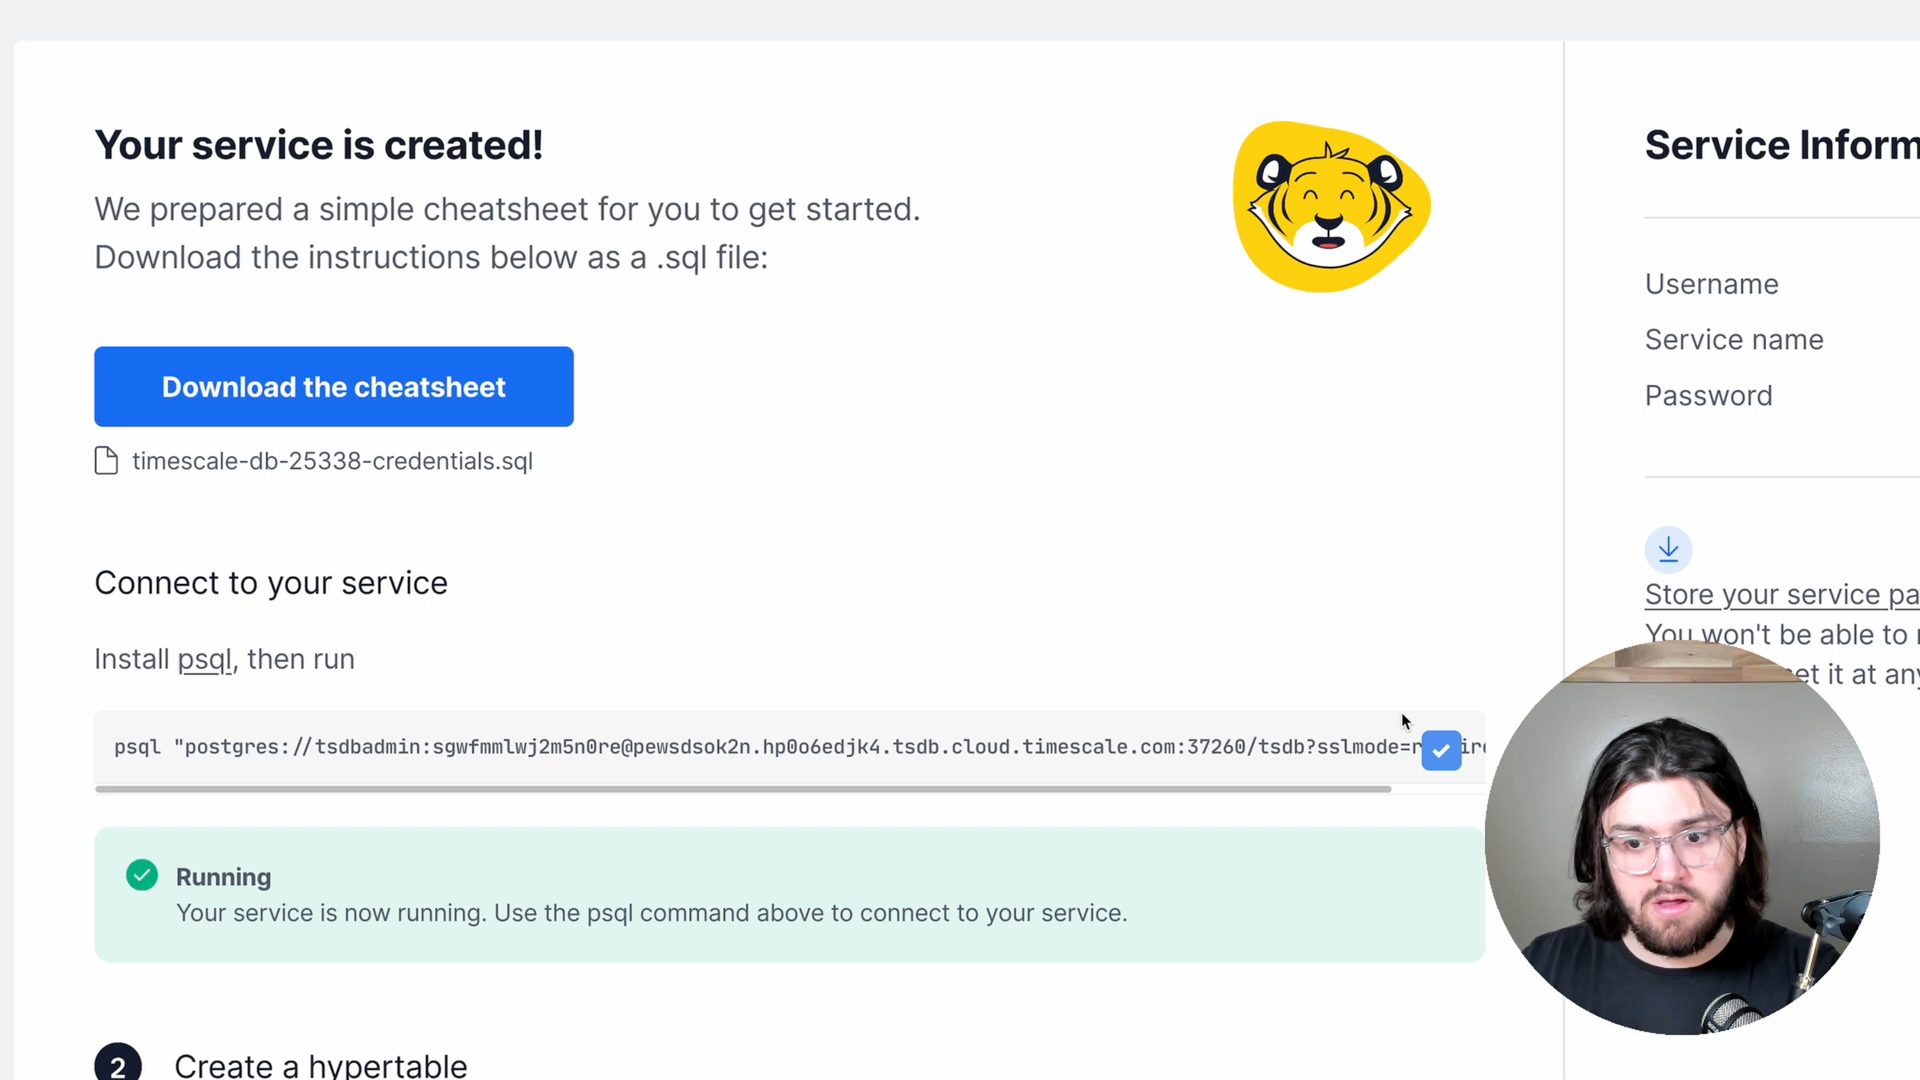 Your service is created!
We prepared a simple cheatsheet for you to get started.
Download the instructions below as a .sql file:
Download the cheatsheet
timescale-db-25338-credentials.sql
Connect to your service
Install psql, then run
psql "postgres://tsdbadmin:sgwfmmlwj2m5n0re@pewsdsok2n.hp0o6edjk4.tsdb.cloud.timescale.com:37260/tsdb?sslmode=r
Running
Your service is now running. Use the psql command above to connect to your service.
2 Create a hypertable
Service Inform
Username
Service name
Password
Store your service pa
You won't be able to
it at any